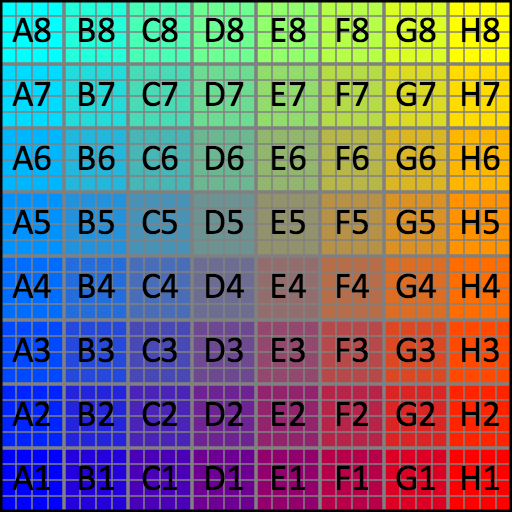 A8 B8 C8 D8 E8 F8 G8 H8
A7 B7 C7 D7 E7 F7 G7 H7
A6 B6 C6 D6 E6 F6 G6 H6
A5 B5 C5 D5 E5 F5 G5 H5
A4 B4 C4 D4 E4 F4 G4 H4
A3 B3 C3 D3 E3 F3 G3 H3
A2 B2 C2 D2 E2 F2 G2 H2
A1 B1 C1 D1 E1 F1 G1 H1